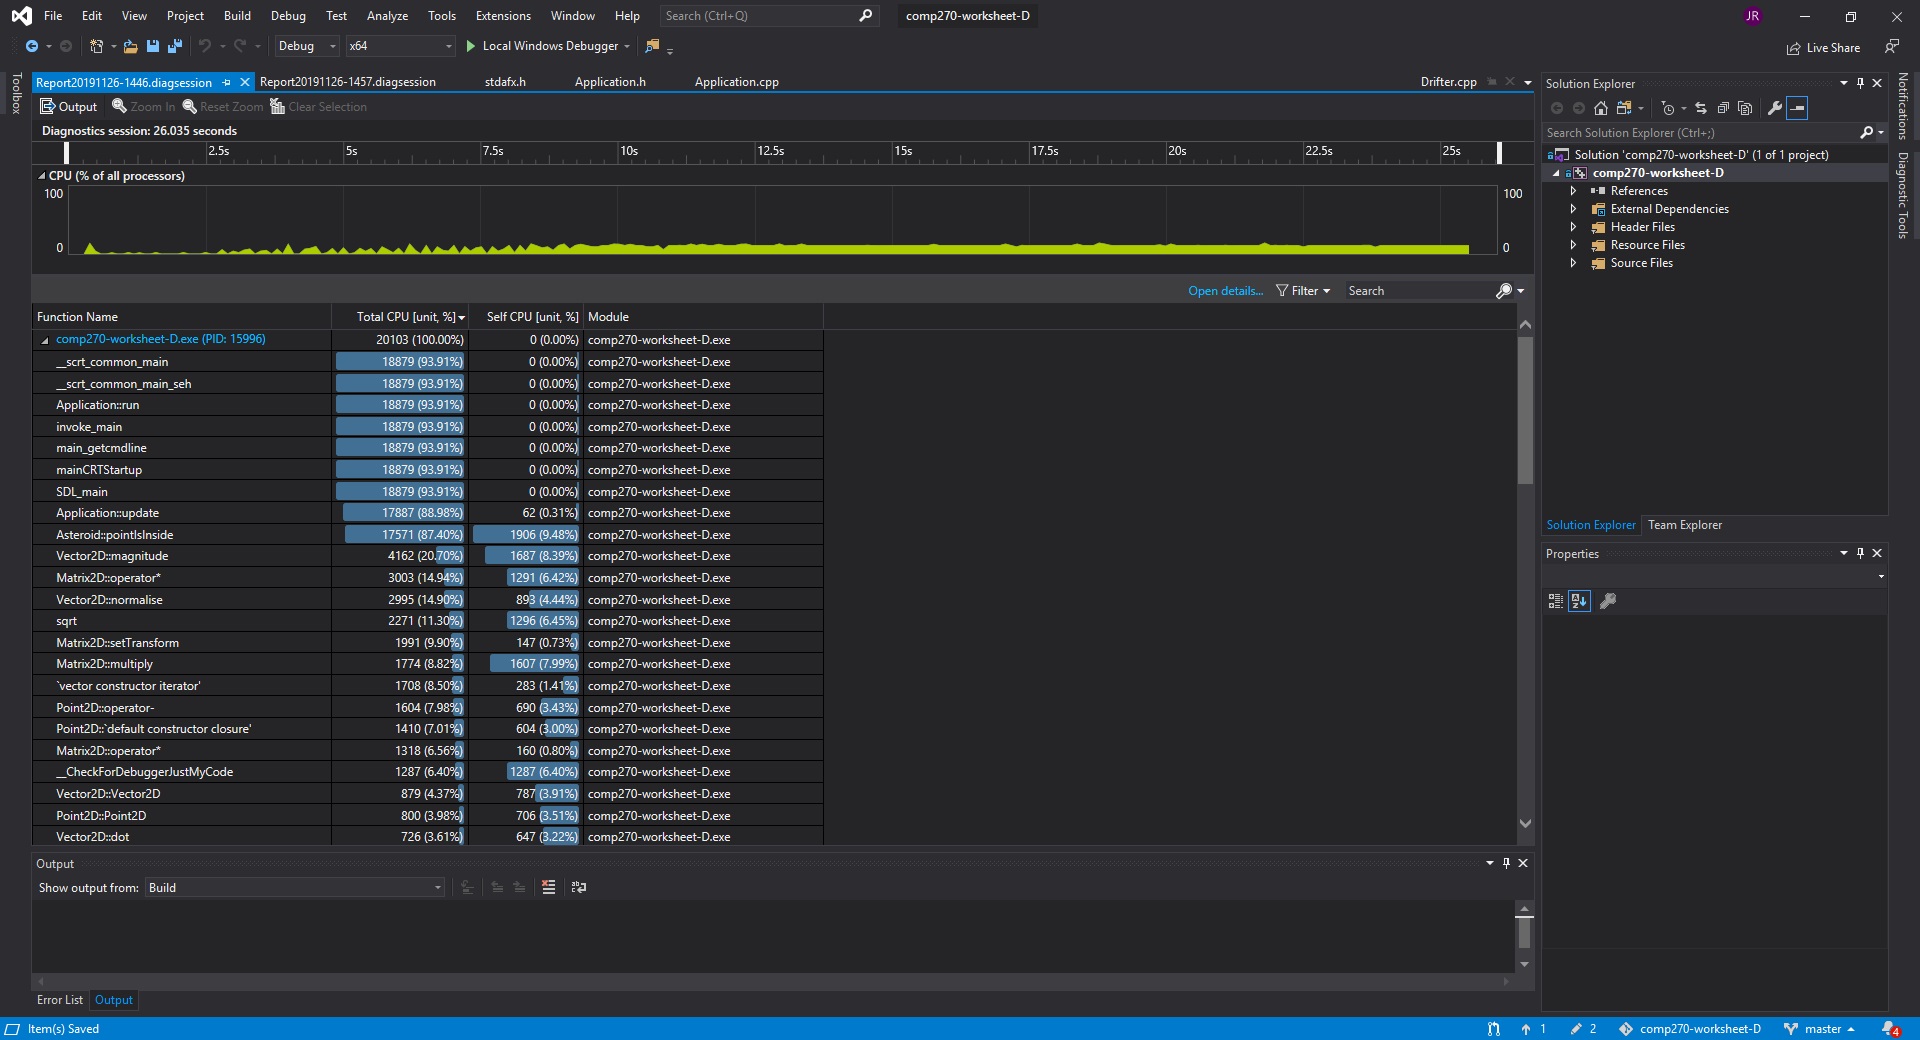 File Edit View Project Build Debug Test Analyze Tools Extensions Window Help Search (Ctrl+Q) comp270-worksheet-D JR
Debug x64 Local Windows Debugger Live Share
Toolbox
Report20191126-1446.diagsession Report20191126-1457.diagsession stdafx.h Application.h Application.cpp Drifter.cpp
Output Zoom In Reset Zoom Clear Selection
Diagnostics session: 26.035 seconds
2.5s 5s 7.5s 10s 12.5s 15s 17.5s 20s 22.5s 25s
CPU (% of all processors)
100 100
0 0
Open details... Filter Search
Function Name Total CPU [unit, %] Self CPU [unit, %] Module
comp270-worksheet-D.exe (PID: 15996) 20103 (100.00%) 0 (0.00%) comp270-worksheet-D.exe
__scrt_common_main 18879 (93.91%) 0 (0.00%) comp270-worksheet-D.exe
__scrt_common_main_seh 18879 (93.91%) 0 (0.00%) comp270-worksheet-D.exe
Application::run 18879 (93.91%) 0 (0.00%) comp270-worksheet-D.exe
invoke_main 18879 (93.91%) 0 (0.00%) comp270-worksheet-D.exe
main_getcmdline 18879 (93.91%) 0 (0.00%) comp270-worksheet-D.exe
mainCRTStartup 18879 (93.91%) 0 (0.00%) comp270-worksheet-D.exe
SDL_main 18879 (93.91%) 0 (0.00%) comp270-worksheet-D.exe
Application::update 17887 (88.98%) 62 (0.31%) comp270-worksheet-D.exe
Asteroid::pointIsInside 17571 (87.40%) 1906 (9.48%) comp270-worksheet-D.exe
Vector2D::magnitude 4162 (20.70%) 1687 (8.39%) comp270-worksheet-D.exe
Matrix2D::operator* 3003 (14.94%) 1291 (6.42%) comp270-worksheet-D.exe
Vector2D::normalise 2995 (14.90%) 893 (4.44%) comp270-worksheet-D.exe
sqrt 2271 (11.30%) 1296 (6.45%) comp270-worksheet-D.exe
Matrix2D::setTransform 1991 (9.90%) 147 (0.73%) comp270-worksheet-D.exe
Matrix2D::multiply 1774 (8.82%) 1607 (7.99%) comp270-worksheet-D.exe
`vector constructor iterator' 1708 (8.50%) 283 (1.41%) comp270-worksheet-D.exe
Point2D::operator- 1604 (7.98%) 690 (3.43%) comp270-worksheet-D.exe
Point2D::`default constructor closure' 1410 (7.01%) 604 (3.00%) comp270-worksheet-D.exe
Matrix2D::operator* 1318 (6.56%) 160 (0.80%) comp270-worksheet-D.exe
__CheckForDebuggerJustMyCode 1287 (6.40%) 1287 (6.40%) comp270-worksheet-D.exe
Vector2D::Vector2D 879 (4.37%) 787 (3.91%) comp270-worksheet-D.exe
Point2D::Point2D 800 (3.98%) 706 (3.51%) comp270-worksheet-D.exe
Vector2D::dot 726 (3.61%) 647 (3.22%) comp270-worksheet-D.exe
Output
Show output from: Build
Error List Output
Solution Explorer
Search Solution Explorer (Ctrl+;)
Solution 'comp270-worksheet-D' (1 of 1 project)
comp270-worksheet-D
References
External Dependencies
Header Files
Resource Files
Source Files
Solution Explorer Team Explorer
Properties
Notifications
Diagnostic Tools
Item(s) Saved 1 2 comp270-worksheet-D master 4